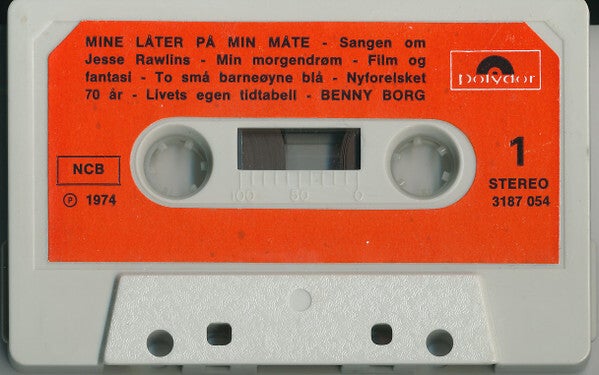 MINE LÅTER PÅ MIN MÅTE - Sangen om
Jesse Rawlins - Min morgendrøm - Film og
fantasi - To små barneøyne blå - Nyforelsket
70 år - Livets egen tidtabell - BENNY BORG
polydor
NCB
Ⓟ 1974
100 50 0
1
STEREO
3187 054